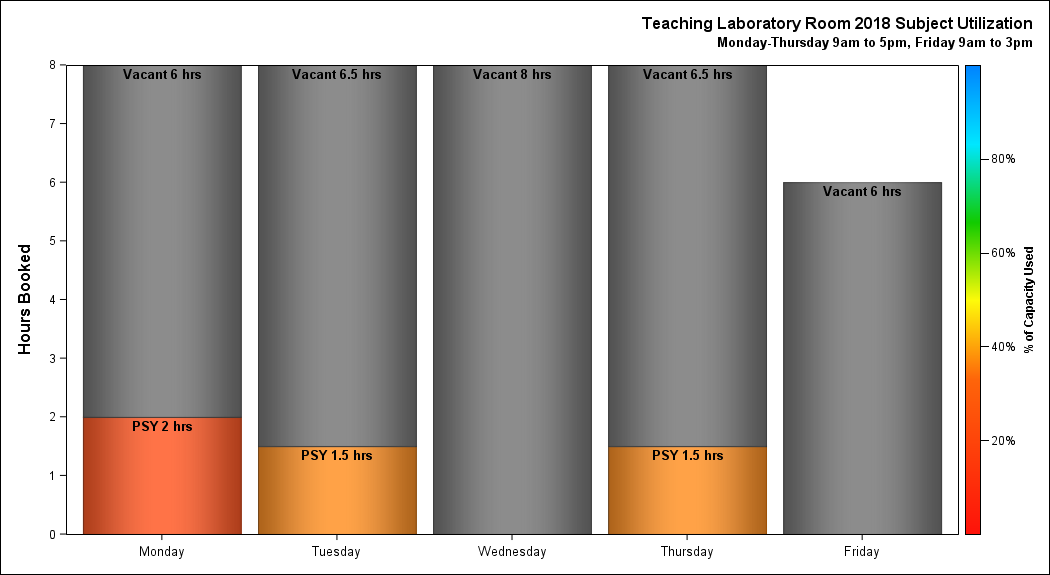 Teaching Laboratory Room 2018 Subject Utilization
Monday-Thursday 9am to 5pm, Friday 9am to 3pm
Hours Booked
8
7
6
5
4
3
2
1
0
Vacant 6 hrs
PSY 2 hrs
Vacant 6.5 hrs
PSY 1.5 hrs
Vacant 8 hrs
Vacant 6.5 hrs
PSY 1.5 hrs
Vacant 6 hrs
Monday
Tuesday
Wednesday
Thursday
Friday
80%
60%
40%
20%
% of Capacity Used